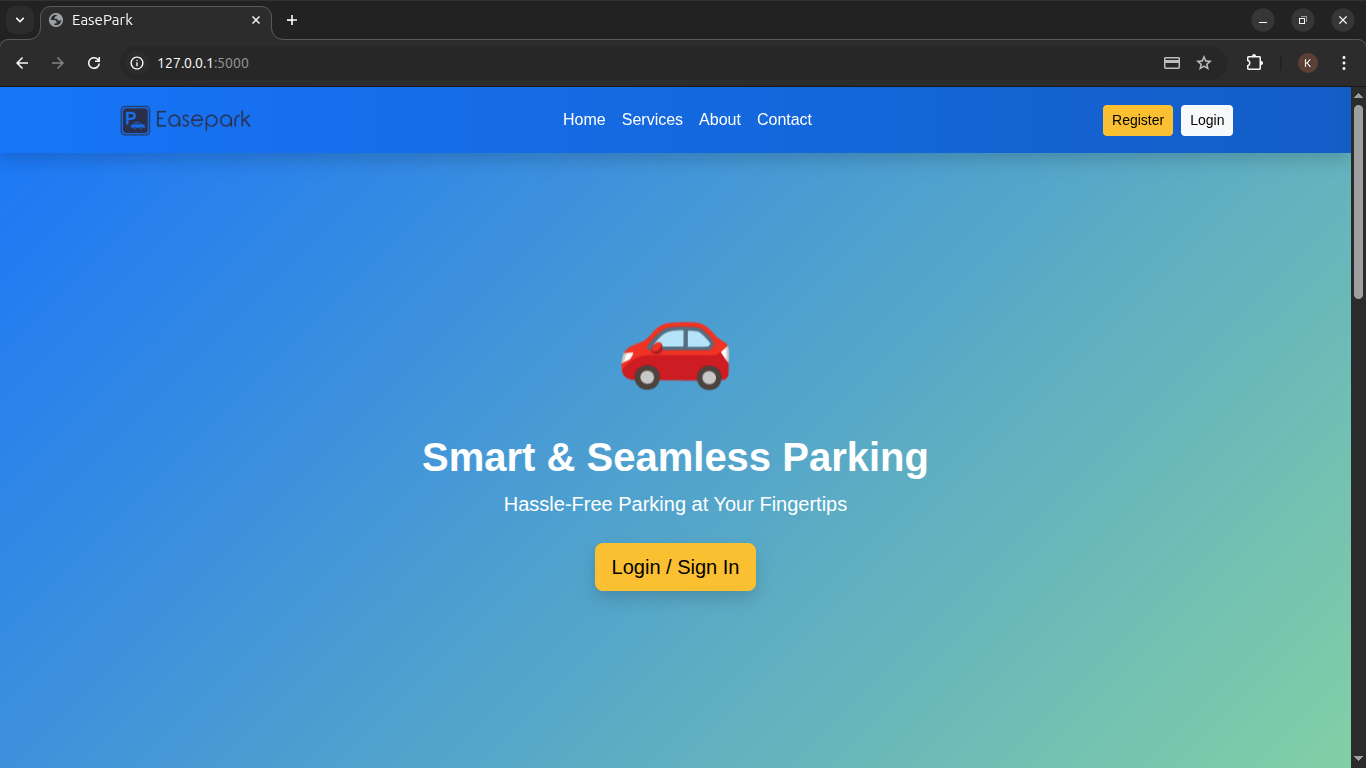 EasePark
127.0.0.1:5000
K
P Easepark
Home Services About Contact
Register Login
Smart & Seamless Parking
Hassle-Free Parking at Your Fingertips
Login / Sign In